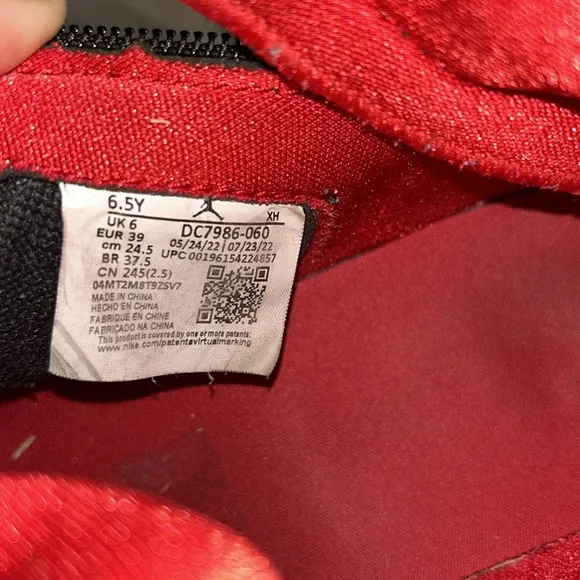 6.5Y
UK 6
EUR 39
cm 24.5
BR 37.5
CN 245(2.5)
04MT2M8T9ZSV7
XH
DC7986-060
05/24/22 07/23/22
UPC 00196154224857
MADE IN CHINA
HECHO EN CHINA
FABRIQUE EN CHINE
FABRICADO NA CHINA
This product is covered by one or more patents:
www.nike.com/patentsvirtualmarking